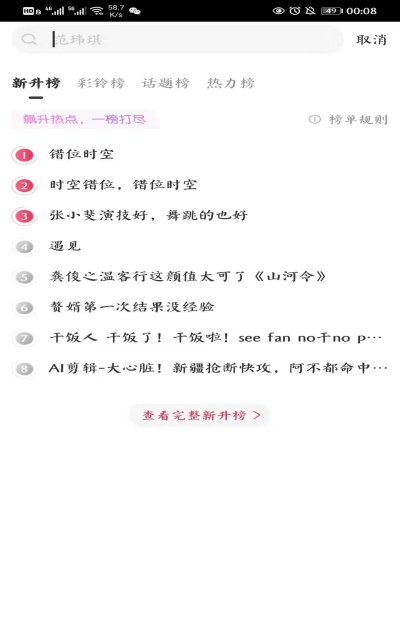 HD B 4G 5G 58.7 K/s 49 00:08
范玮琪 取消
新升榜 彩铃榜 话题榜 热力榜
飙升热点，一榜打尽 榜单规则
1 错位时空
2 时空错位，错位时空
3 张小斐演技好，舞跳的也好
4 遇见
5 龚俊之温客行这颜值太可了《山河令》
6 赘婿第一次结果没经验
7 干饭人 干饭了！干饭啦！see fan no干no p…
8 AI剪辑-大心脏！新疆抢断快攻，阿不都命中…
查看完整新升榜 >